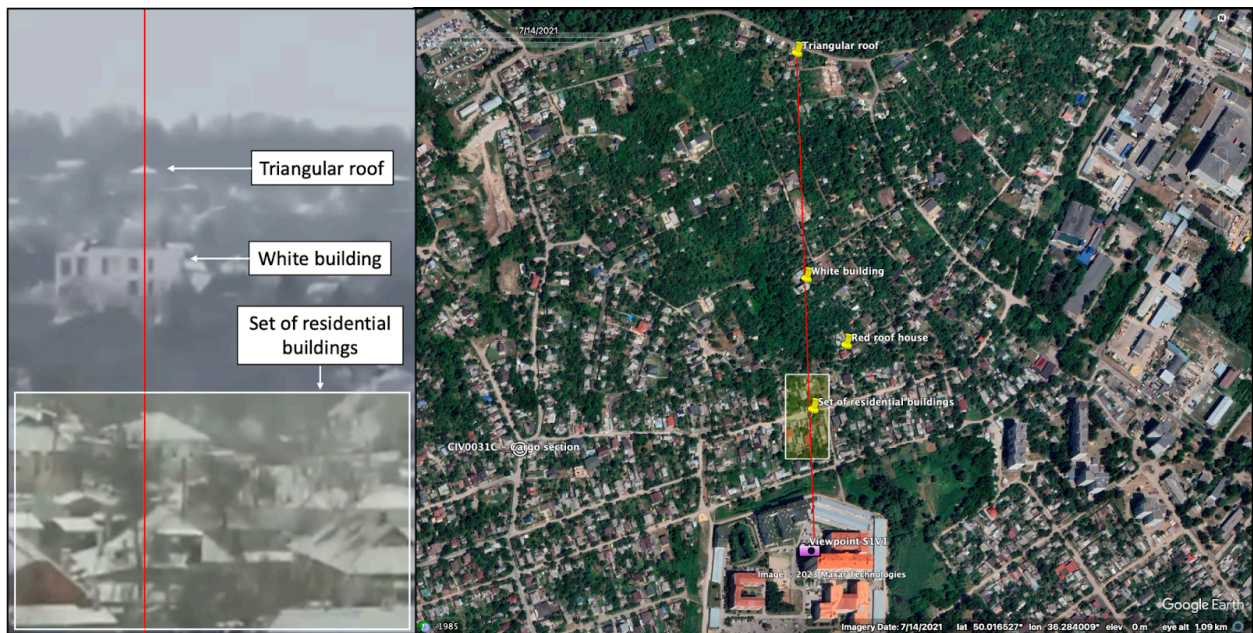 Triangular roof
White building
Set of residential
buildings
7/14/2021
N
Triangular roof
White building
Red roof house
Set of residential buildings
CIV0031C - Cargo section
Viewpoint S1V1
Image © 2023 Maxar Technologies
Google Earth
1985
Imagery Date: 7/14/2021 lat 50.016527° lon 36.284009° elev 0 m eye alt 1.09 km